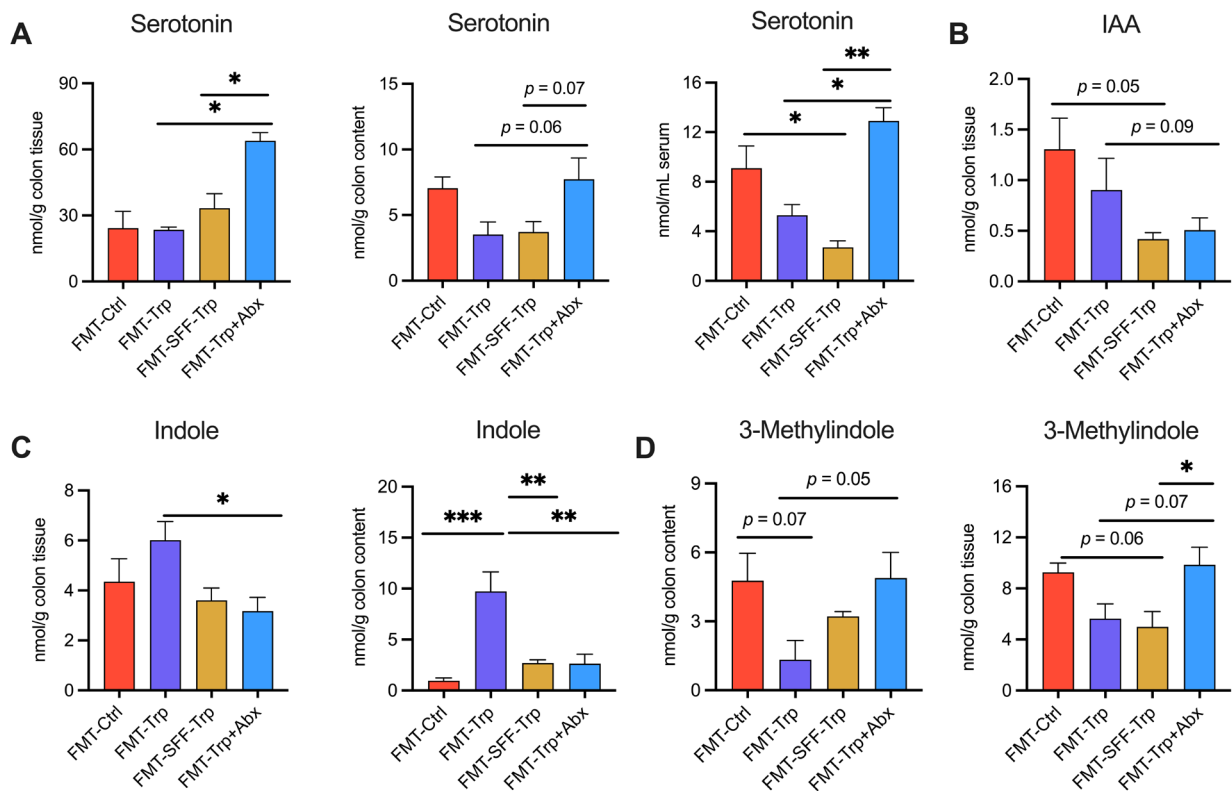 A
Serotonin
nmol/g colon tissue
90
60
30
0
*
*
FMT-Ctrl
FMT-Trp
FMT-SFF-Trp
FMT-Trp+Abx
Serotonin
nmol/g colon content
15
10
5
0
p = 0.07
p = 0.06
FMT-Ctrl
FMT-Trp
FMT-SFF-Trp
FMT-Trp+Abx
Serotonin
nmol/mL serum
16
12
8
4
0
**
*
*
FMT-Ctrl
FMT-Trp
FMT-SFF-Trp
FMT-Trp+Abx
B
IAA
nmol/g colon tissue
2.0
1.5
1.0
0.5
0.0
p = 0.05
p = 0.09
FMT-Ctrl
FMT-Trp
FMT-SFF-Trp
FMT-Trp+Abx
C
Indole
nmol/g colon tissue
8
6
4
2
0
*
FMT-Ctrl
FMT-Trp
FMT-SFF-Trp
FMT-Trp+Abx
Indole
nmol/g colon content
20
15
10
5
0
**
***
**
FMT-Ctrl
FMT-Trp
FMT-SFF-Trp
FMT-Trp+Abx
D
3-Methylindole
nmol/g colon content
9
6
3
0
p = 0.05
p = 0.07
FMT-Ctrl
FMT-Trp
FMT-SFF-Trp
FMT-Trp+Abx
3-Methylindole
nmol/g colon tissue
16
12
8
4
0
*
p = 0.07
p = 0.06
FMT-Ctrl
FMT-Trp
FMT-SFF-Trp
FMT-Trp+Abx